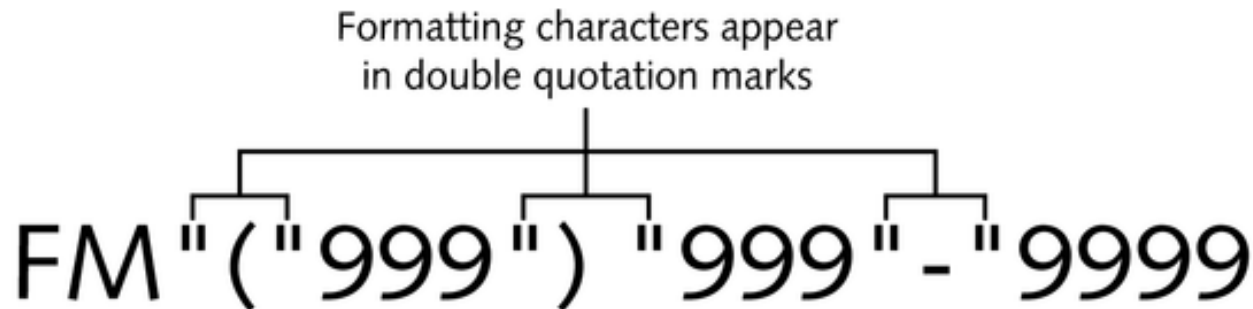 Formatting characters appear
in double quotation marks
FM"("999") "999"-"9999